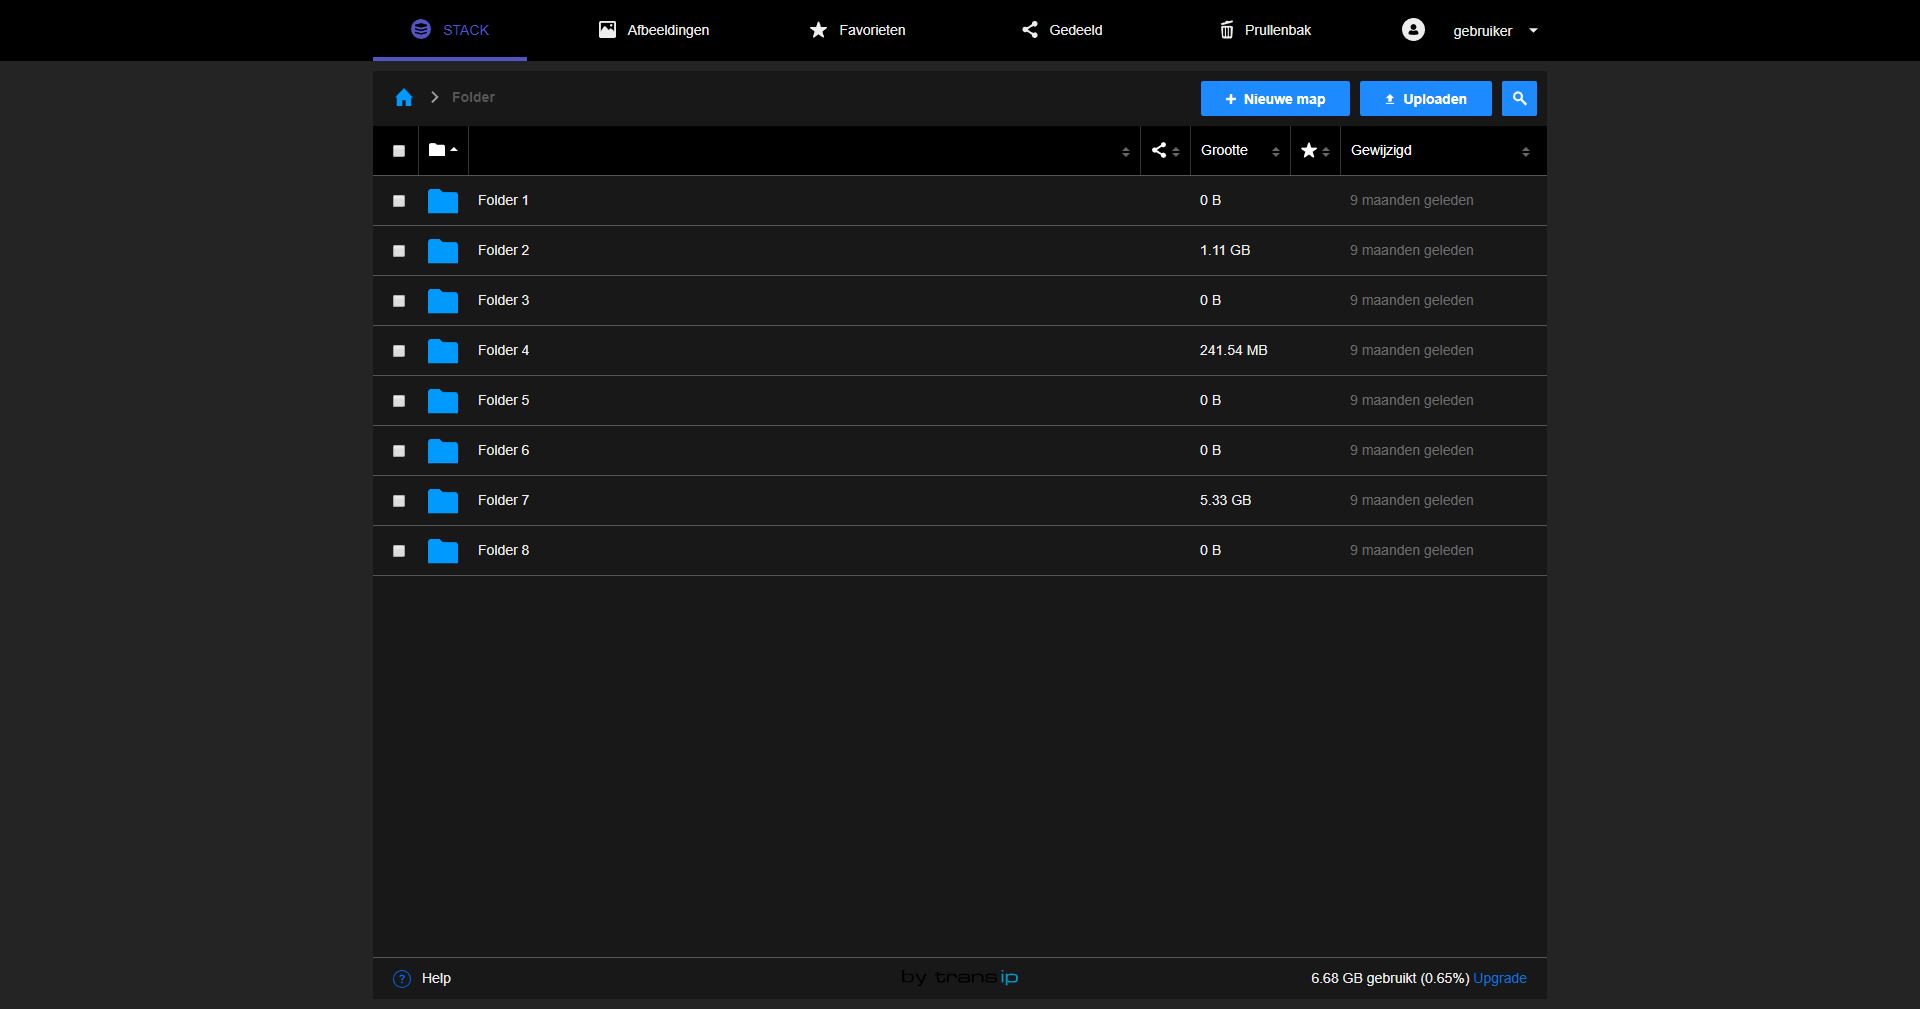 STACK Afbeeldingen Favorieten Gedeeld Prullenbak gebruiker
Folder Nieuwe map Uploaden
Grootte Gewijzigd
Folder 1 0 B 9 maanden geleden
Folder 2 1.11 GB 9 maanden geleden
Folder 3 0 B 9 maanden geleden
Folder 4 241.54 MB 9 maanden geleden
Folder 5 0 B 9 maanden geleden
Folder 6 0 B 9 maanden geleden
Folder 7 5.33 GB 9 maanden geleden
Folder 8 0 B 9 maanden geleden
? Help by transip 6.68 GB gebruikt (0.65%) Upgrade